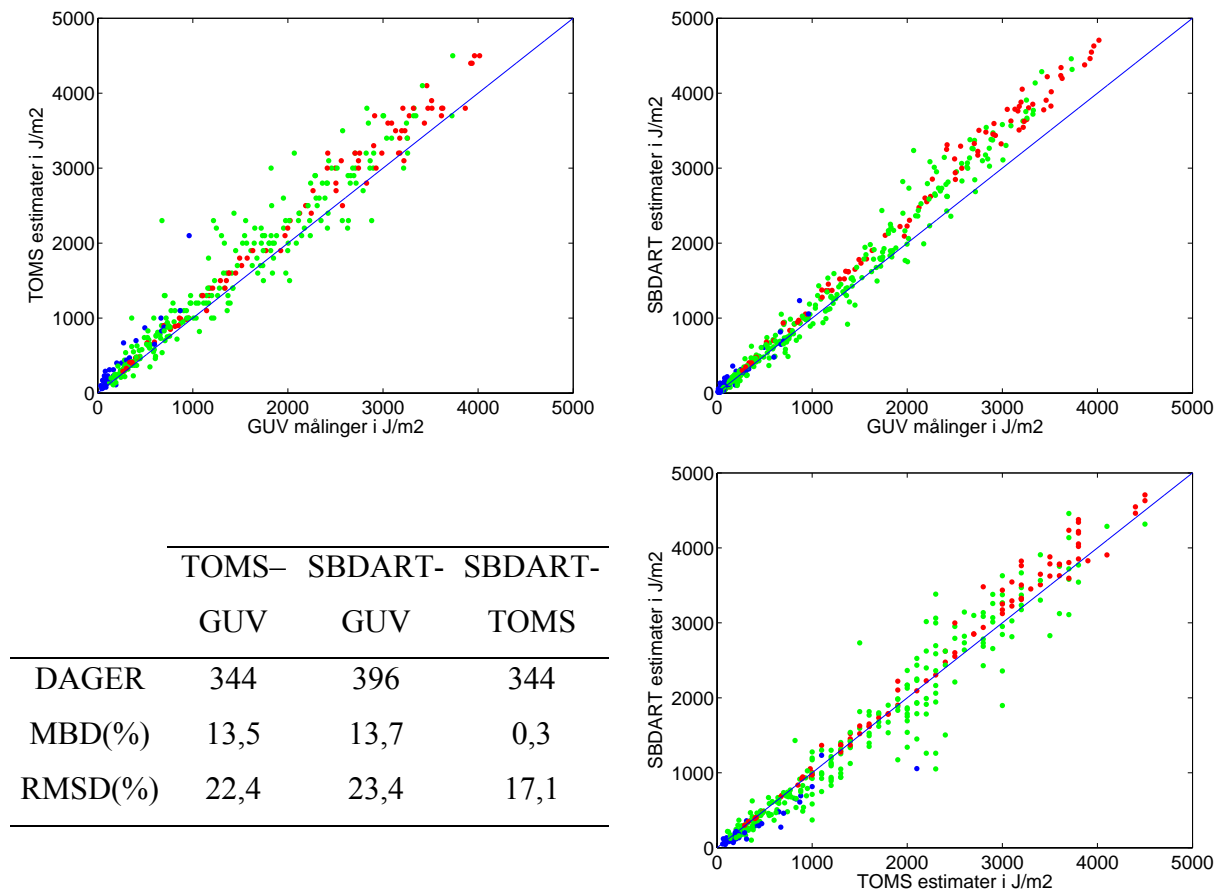 5000
4000
3000
2000
1000
0
TOMS estimater i J/m2
0 1000 2000 3000 4000 5000
GUV målinger i J/m2
5000
4000
3000
2000
1000
0
SBDART estimater i J/m2
0 1000 2000 3000 4000 5000
GUV målinger i J/m2
TOMS– SBDART- SBDART-
GUV GUV TOMS
DAGER 344 396 344
MBD(%) 13,5 13,7 0,3
RMSD(%) 22,4 23,4 17,1
5000
4000
3000
2000
1000
0
SBDART estimater i J/m2
0 1000 2000 3000 4000 5000
TOMS estimater i J/m2